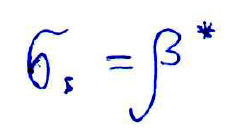 σₛ = β*